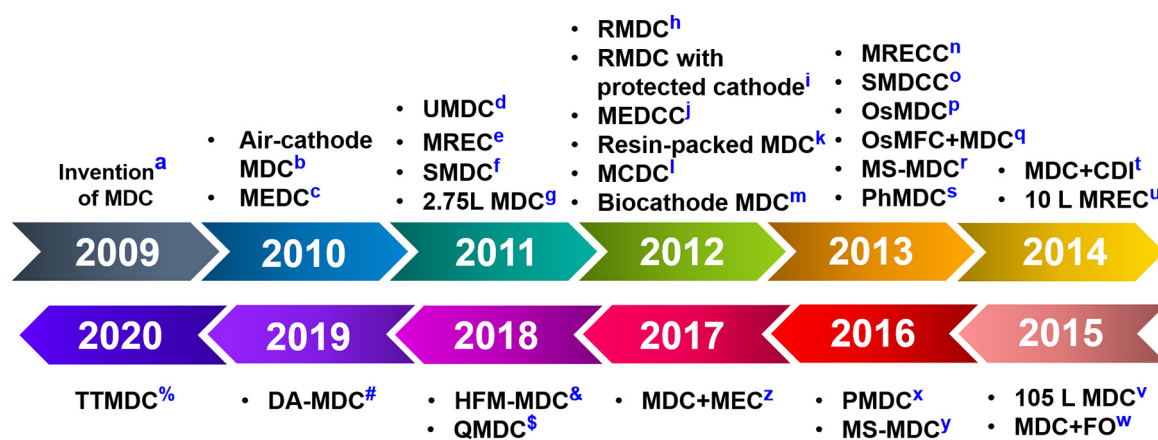 Invention^a
of MDC
• Air-cathode
MDC^b
• MEDC^c
• UMDC^d
• MREC^e
• SMDC^f
• 2.75L MDC^g
• RMDC^h
• RMDC with
protected cathode^i
• MEDCC^j
• Resin-packed MDC^k
• MCDC^l
• Biocathode MDC^m
• MRECC^n
• SMDCC^o
• OsMDC^p
• OsMFC+MDC^q
• MS-MDC^r
• PhMDC^s
• MDC+CDI^t
• 10 L MREC^u
2009 2010 2011 2012 2013 2014
2020 2019 2018 2017 2016 2015
TTMDC^%
• DA-MDC^#
• HFM-MDC^&
• QMDC^$
• MDC+MEC^z
• PMDC^x
• MS-MDC^y
• 105 L MDC^v
• MDC+FO^w